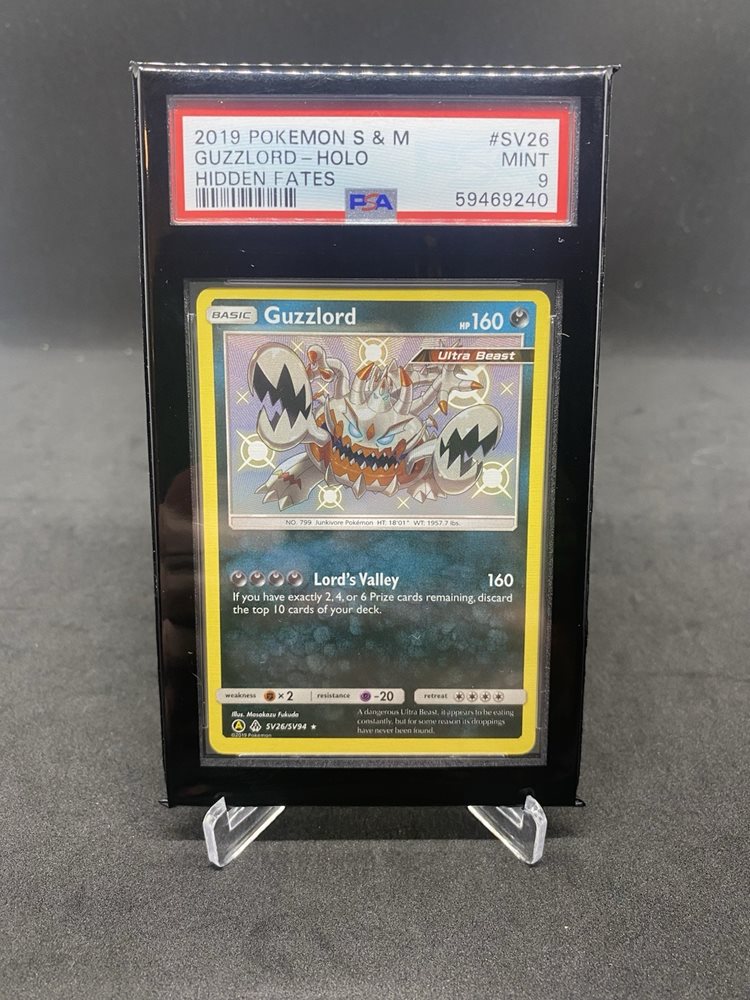 2019 POKEMON S & M #SV26
GUZZLORD - HOLO MINT
HIDDEN FATES 9
PSA 59469240
BASIC Guzzlord HP 160
Ultra Beast
NO. 799 Junkivore Pokémon HT: 18'01" WT: 1957.7 lbs.
Lord's Valley 160
If you have exactly 2, 4, or 6 Prize cards remaining, discard
the top 10 cards of your deck.
weakness × 2 resistance -20 retreat
Illus. Masakazu Fukuda
A dangerous Ultra Beast, it appears to be eating
constantly, but for some reason its droppings
have never been found.
A SV26/SV94 ★
©2019 Pokémon